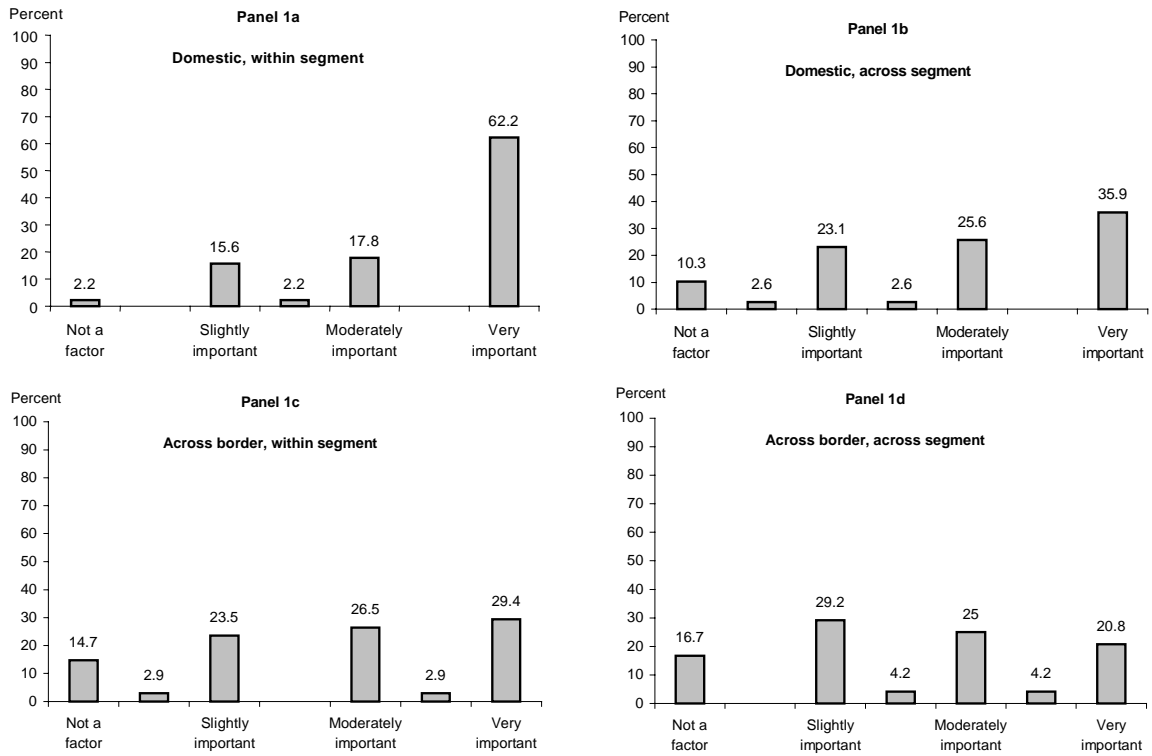 Percent
Panel 1a
Domestic, within segment
100
90
80
70
60
50
40
30
20
10
0
2.2
15.6
2.2
17.8
62.2
Not a
factor
Slightly
important
Moderately
important
Very
important
Percent
Panel 1b
Domestic, across segment
100
90
80
70
60
50
40
30
20
10
0
10.3
2.6
23.1
2.6
25.6
35.9
Not a
factor
Slightly
important
Moderately
important
Very
important
Percent
Panel 1c
Across border, within segment
100
90
80
70
60
50
40
30
20
10
0
14.7
2.9
23.5
26.5
2.9
29.4
Not a
factor
Slightly
important
Moderately
important
Very
important
Percent
Panel 1d
Across border, across segment
100
90
80
70
60
50
40
30
20
10
0
16.7
29.2
4.2
25
4.2
20.8
Not a
factor
Slightly
important
Moderately
important
Very
important